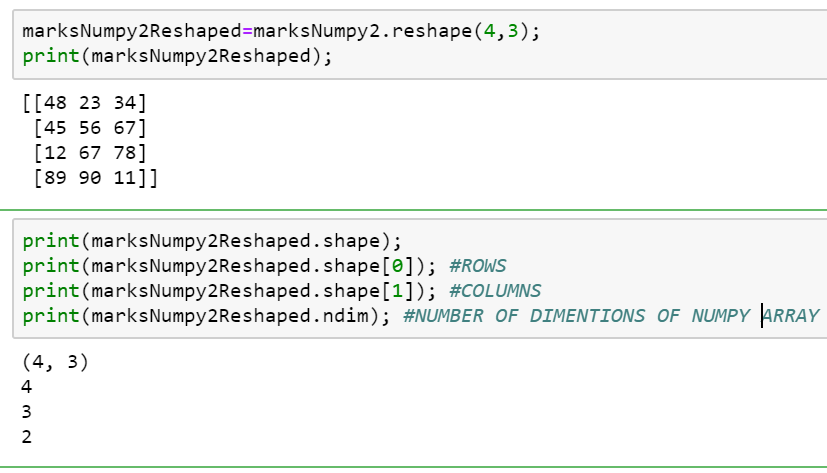 marksNumpy2Reshaped=marksNumpy2.reshape(4,3);
print(marksNumpy2Reshaped);
[[48 23 34]
 [45 56 67]
 [12 67 78]
 [89 90 11]]
print(marksNumpy2Reshaped.shape);
print(marksNumpy2Reshaped.shape[0]); #ROWS
print(marksNumpy2Reshaped.shape[1]); #COLUMNS
print(marksNumpy2Reshaped.ndim); #NUMBER OF DIMENTIONS OF NUMPY ARRAY
(4, 3)
4
3
2